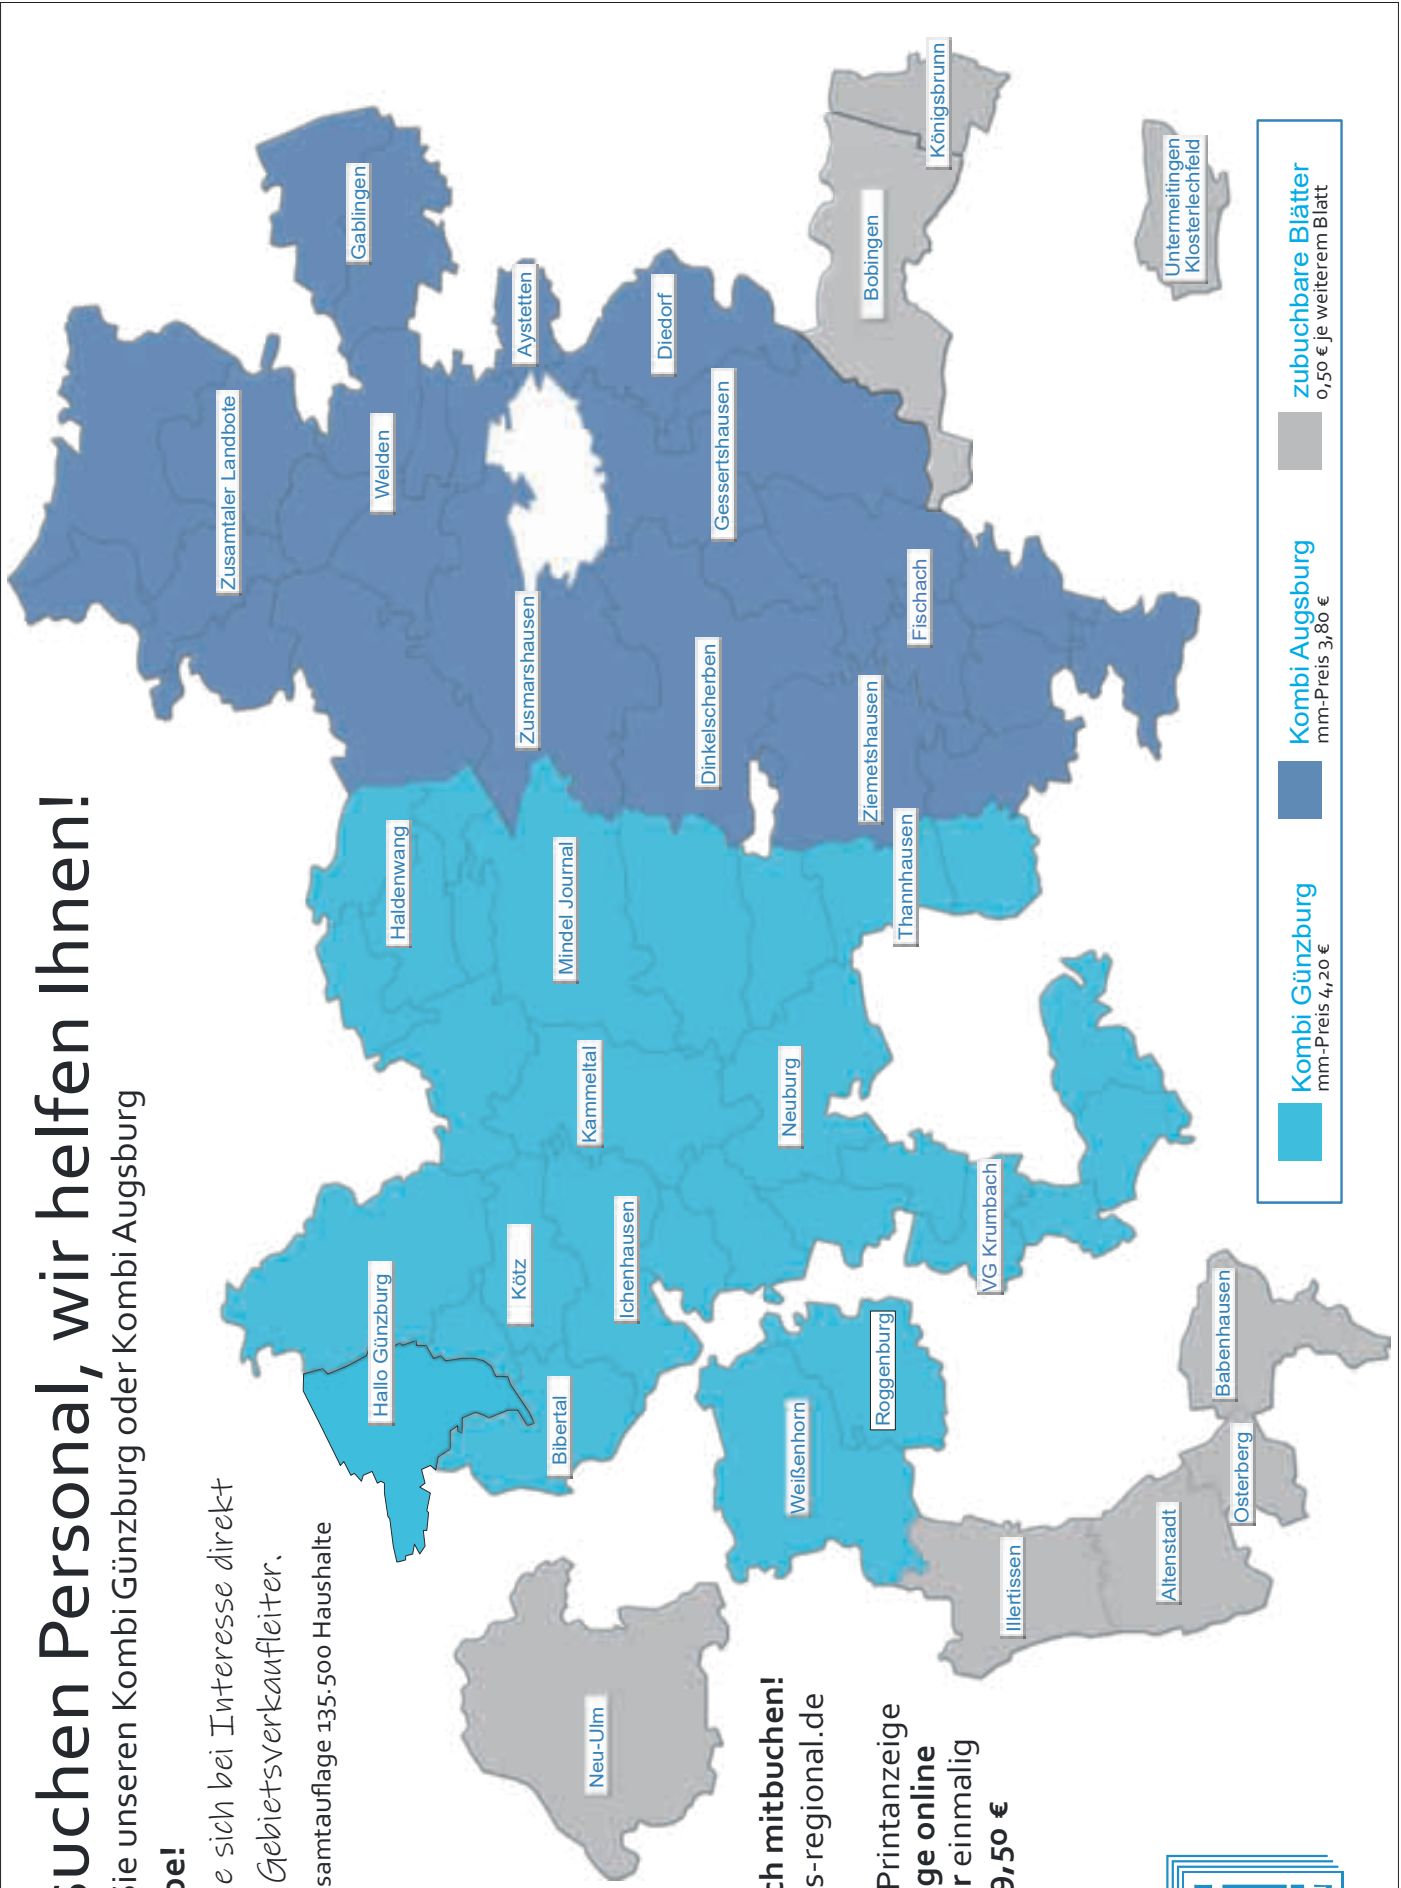 suchen Personal, wir helfen Ihnen!
Sie unseren Kombi Günzburg oder Kombi Augsburg
be!
e sich bei Interesse direkt
Gebietsverkaufleiter.
samtauflage 135.500 Haushalte
ch mitbuchen!
s-regional.de
Printanzeige
ge online
r einmalig
9,50 €
Neu-Ulm
Hallo Günzburg
Bibertal
Kötz
Ichenhausen
Kammeltal
Haldenwang
Mindel Journal
Neuburg
Thannhausen
VG Krumbach
Weißenhorn
Roggenburg
Illertissen
Altenstadt
Osterberg
Babenhausen
Zusamtaler Landbote
Welden
Gablingen
Aystetten
Zusmarshausen
Diedorf
Gessertshausen
Dinkelscherben
Ziemetshausen
Fischach
Bobingen
Königsbrunn
Untermeitingen
Klosterlechfeld
Kombi Günzburg
mm-Preis 4,20 €
Kombi Augsburg
mm-Preis 3,80 €
zubuchbare Blätter
0,50 € je weiterem Blatt